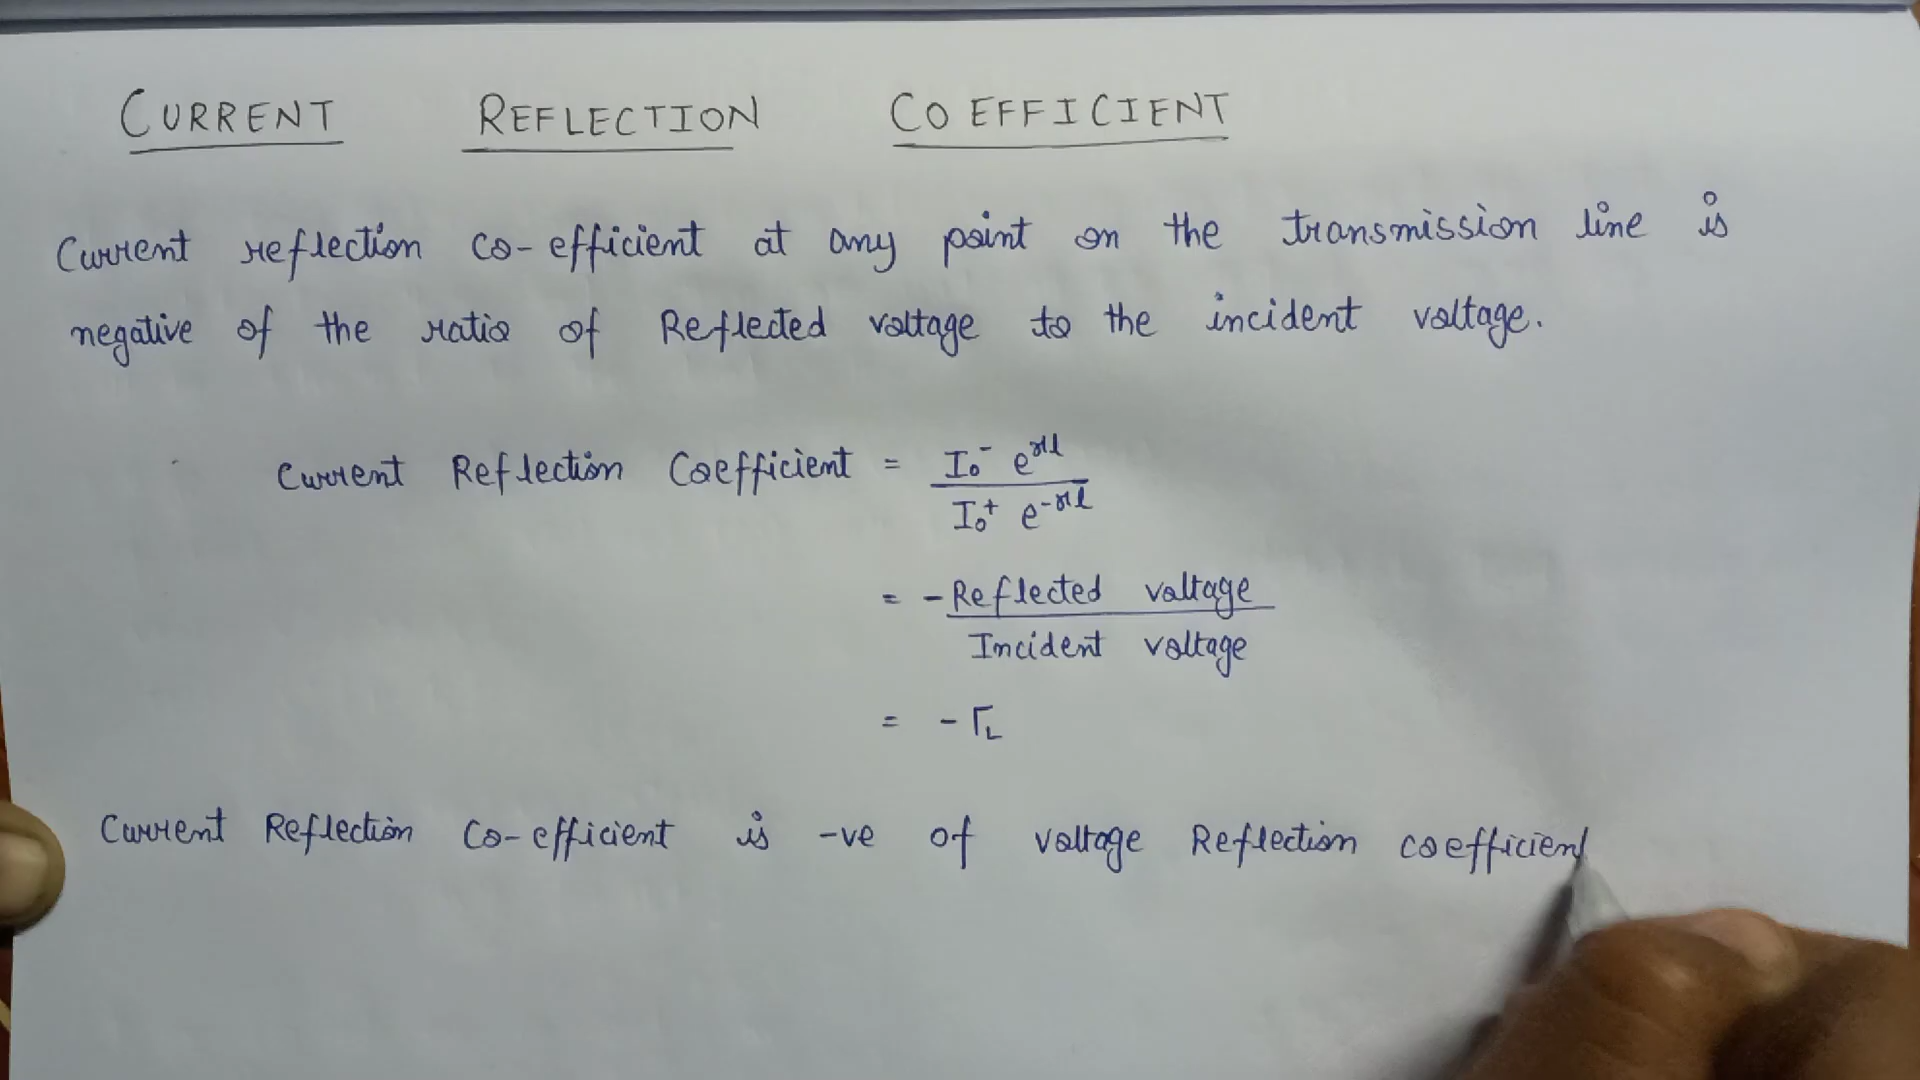 CURRENT REFLECTION COEFFICIENT
Current reflection co-efficient at any point on the transmission line is
negative of the ratio of Reflected voltage to the incident voltage.
Current Reflection Coefficient = I₀⁻ e^γl / I₀⁺ e^-γl
= - Reflected voltage / Incident voltage
= - Γ_L
Current Reflection Co-efficient is -ve of voltage Reflection coefficient